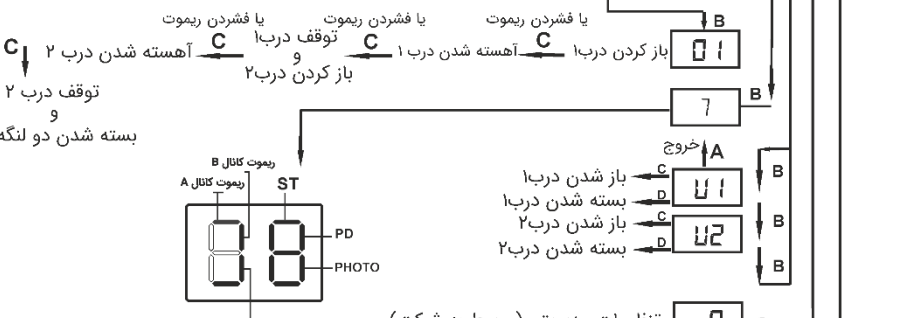 B
یا فشردن ریموت
یا فشردن ریموت
یا فشردن ریموت
01
باز کردن درب۱
C
آهسته شدن درب ۱
C
توقف درب۱
و
باز کردن درب۲
C
آهسته شدن درب ۲
C
توقف درب ۲
و
بسته شدن دو لنگه
B
7
خروج
A
U1
C
باز شدن درب۱
D
بسته شدن درب۱
U2
C
باز شدن درب۲
D
بسته شدن درب۲
B
B
B
ریموت کانال B
ریموت کانال A
ST
PD
PHOTO